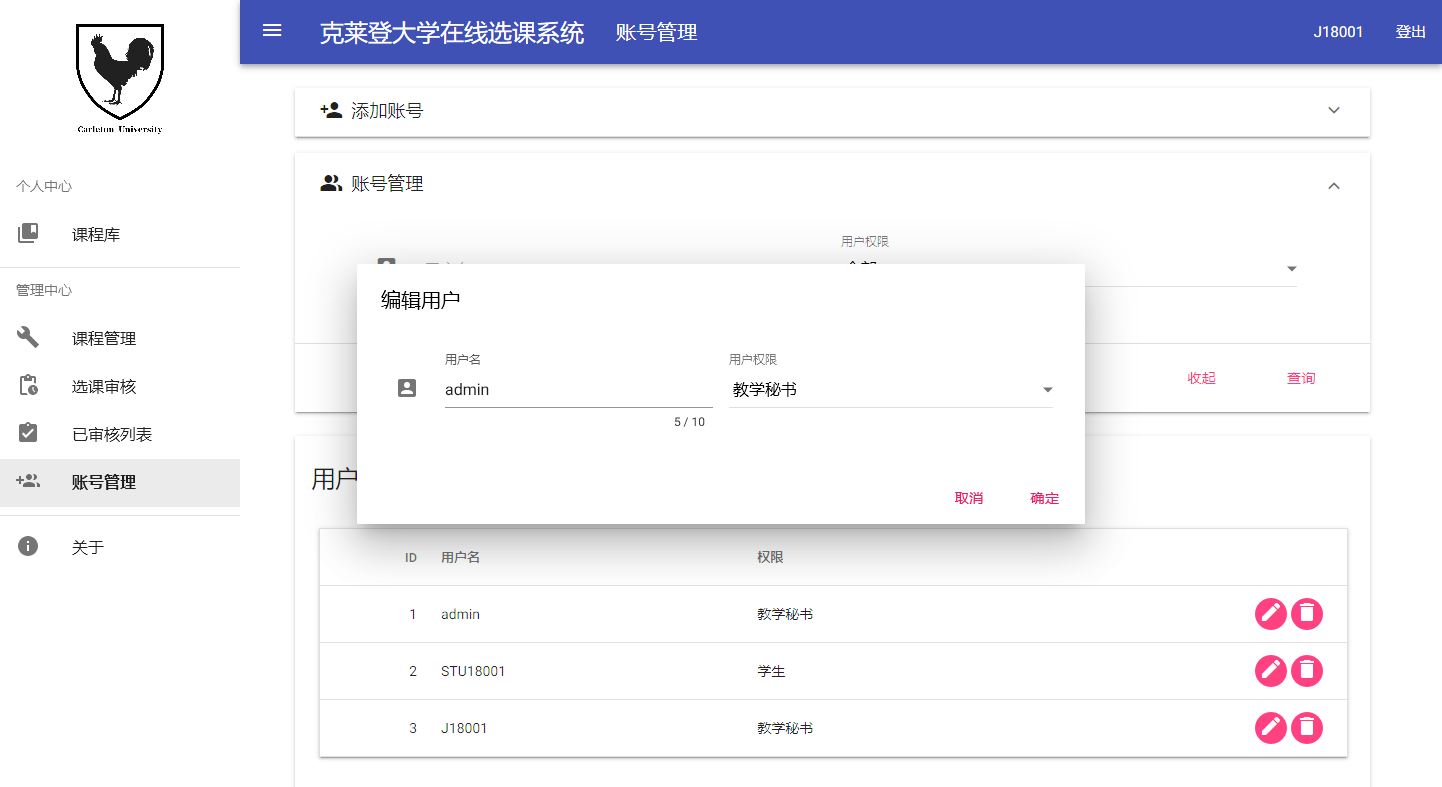 Carleton University
个人中心
课程库
管理中心
课程管理
选课审核
已审核列表
账号管理
关于
克莱登大学在线选课系统 账号管理 J18001 登出
添加账号
账号管理
用户权限
收起 查询
编辑用户
用户名 用户权限
admin 教学秘书
5 / 10
取消 确定
用户
ID 用户名 权限
1 admin 教学秘书
2 STU18001 学生
3 J18001 教学秘书